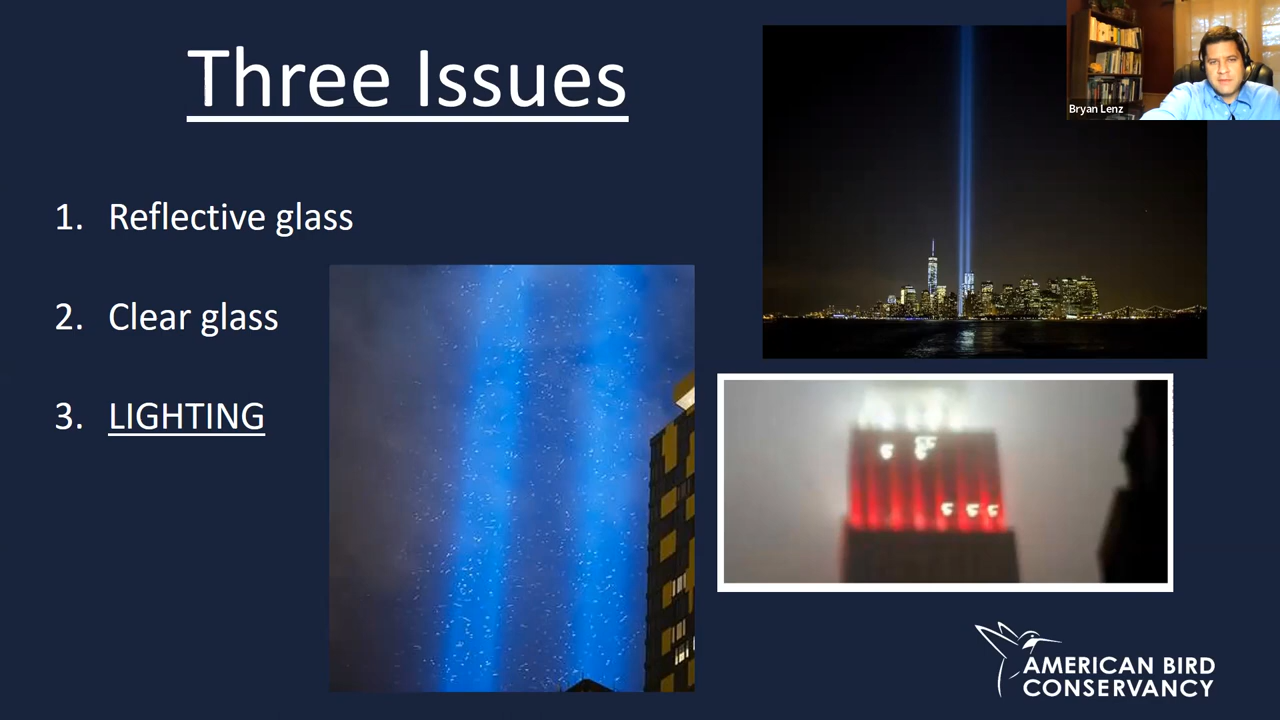 Three Issues
Bryan Lenz
1. Reflective glass
2. Clear glass
3. LIGHTING
AMERICAN BIRD
CONSERVANCY